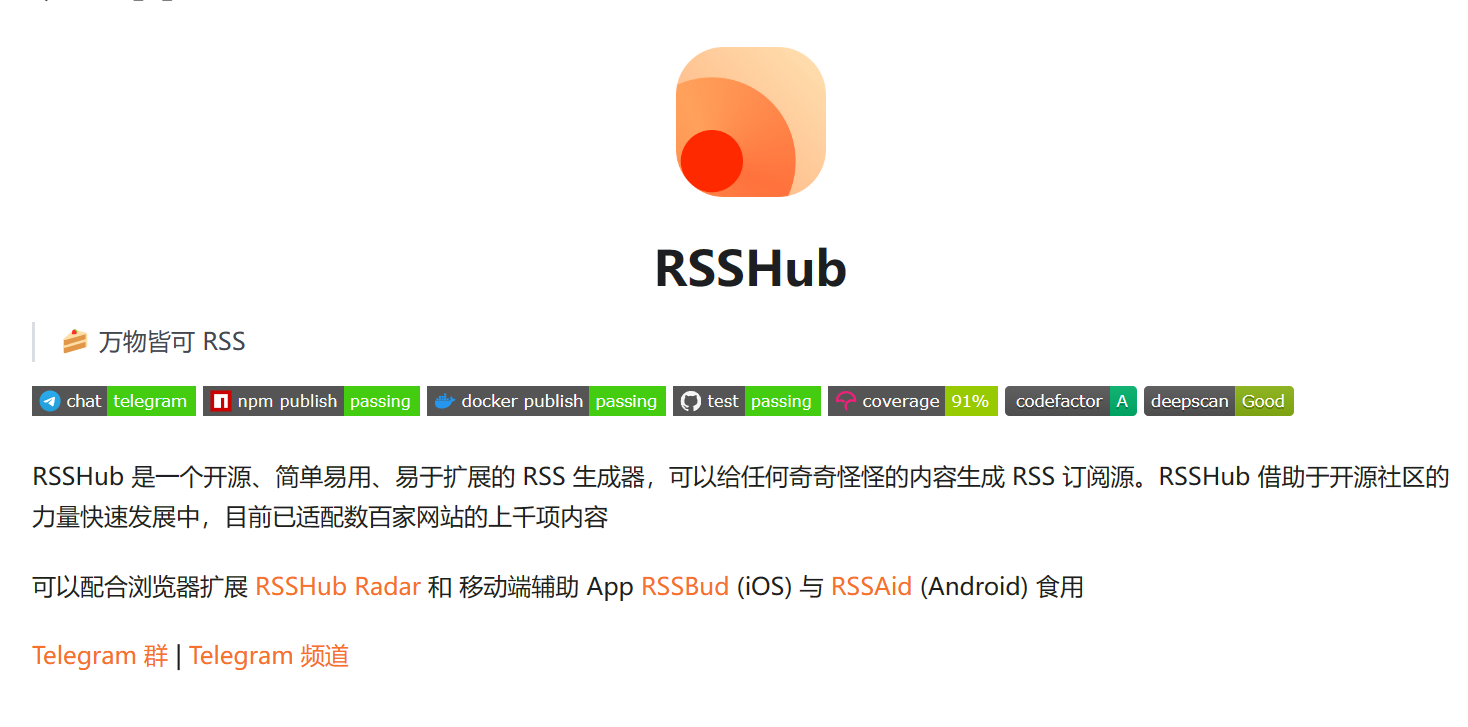 RSSHub
🍰 万物皆可 RSS
chat telegram npm publish passing docker publish passing test passing coverage 91% codefactor A deepscan Good
RSSHub 是一个开源、简单易用、易于扩展的 RSS 生成器，可以给任何奇奇怪怪的内容生成 RSS 订阅源。RSSHub 借助于开源社区的
力量快速发展中，目前已适配数百家网站的上千项内容
可以配合浏览器扩展 RSSHub Radar 和 移动端辅助 App RSSBud (iOS) 与 RSSAid (Android) 食用
Telegram 群 | Telegram 频道